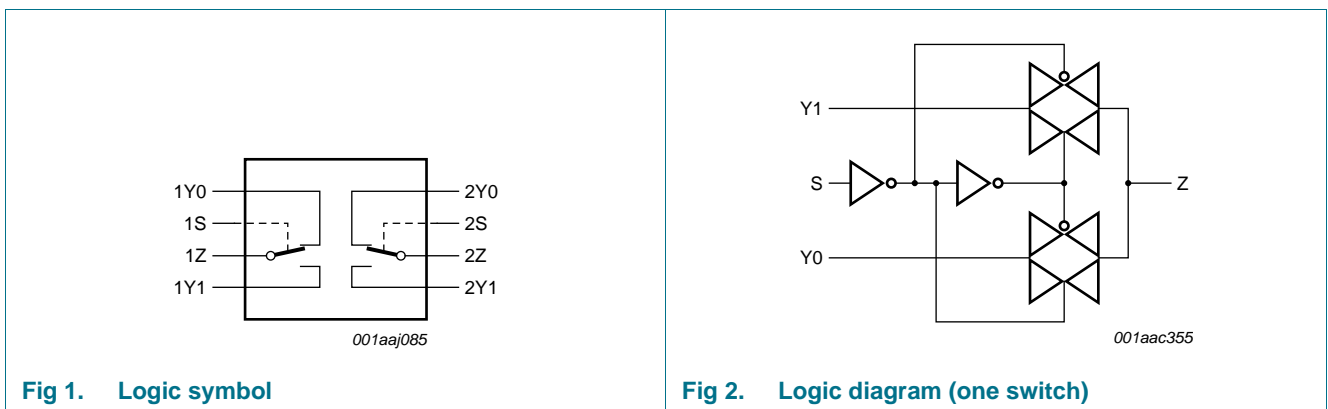 1Y0
1S
1Z
1Y1
2Y0
2S
2Z
2Y1
001aaj085
Fig 1. Logic symbol
Y1
S
Z
Y0
001aac355
Fig 2. Logic diagram (one switch)